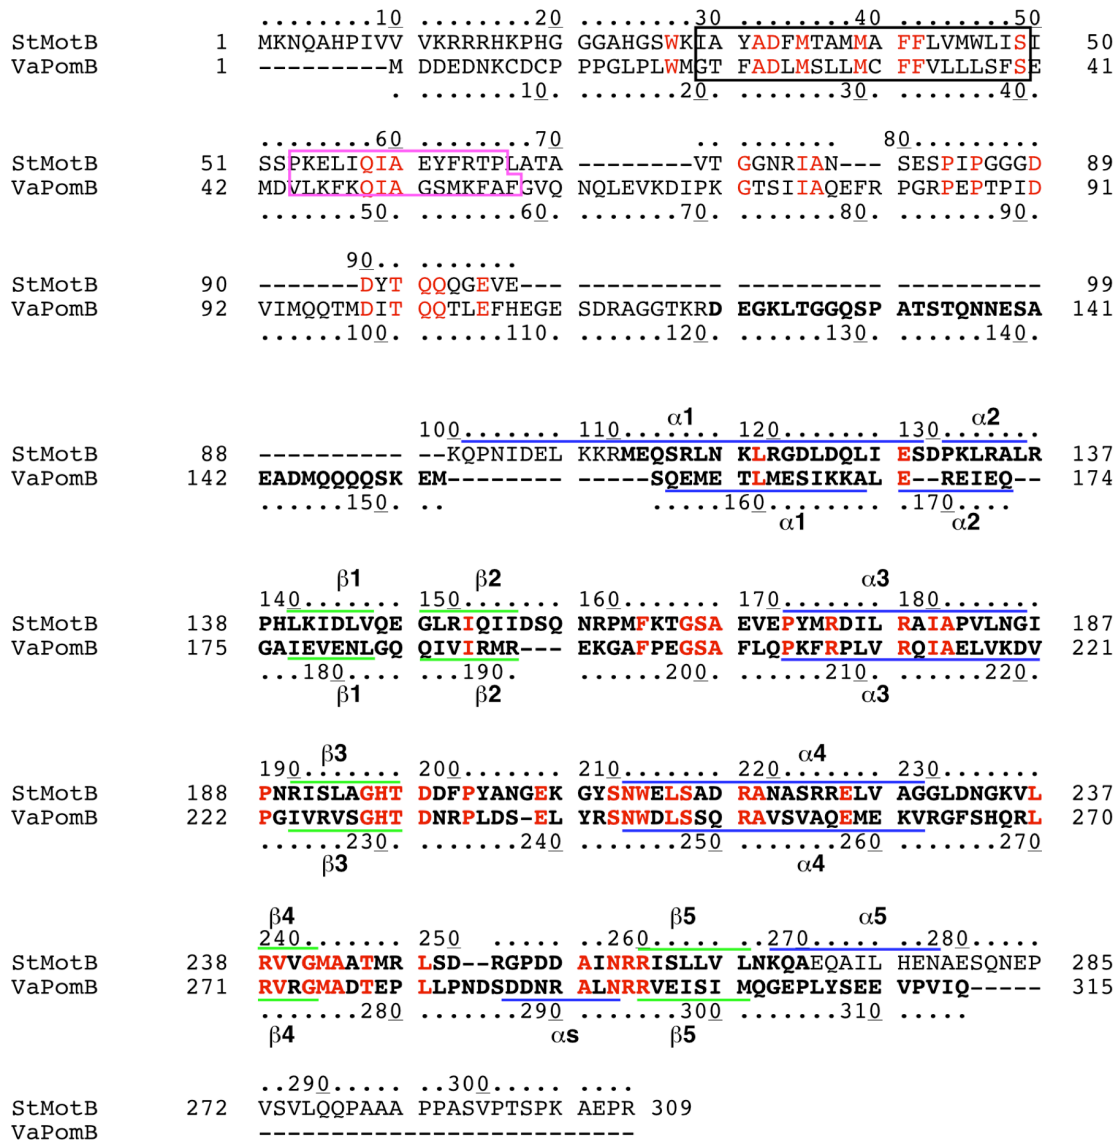 .......10 .......20 .......30 .......40 .......50
StMotB 1 MKNQAHPIVV VKRRRHKPHG GGAHGSWKIA YADFMTAMMA FFLVMWLISI 50
VaPomB 1 ---------M DDEDNKCDCP PPGLPLWMGT FADLMSLLMC FFVLLLSFSE 41
. .......10. .......20. .......30. .......40.
.......60 .......70 .. ....... 80.......
StMotB 51 SSPKELIQIA EYFRTPLATA --------VT GGNRIAN--- SESPIPGGGD 89
VaPomB 42 MDVLKFKQIA GSMKFAFGVQ NQLEVKDIPK GTSIIAQEFR PGRPEPTPID 91
.......50. .......60. .......70. .......80. .......90.
90.. .......
StMotB 90 -------DYT QQQGEVE--- ---------- ---------- ---------- 99
VaPomB 92 VIMQQTMDIT QQTLEFHEGE SDRAGGTKRD EGKLTGGQSP ATSTQNNESA 141
......100. ......110. ......120. ......130. ......140.
α1 α2
100....... 110....... 120....... 130.......
StMotB 88 ---------- --KQPNIDEL KKRMEQSRLN KLRGDLDQLI ESDPKLRALR 137
VaPomB 142 EADMQQQQSK EM-------- -----SQEME TLMESIKKAL E--REIEQ-- 174
......150. .. .....160. ........ .170....
α1 α2
β1 β2 α3
140....... 150....... 160....... 170....... 180.......
StMotB 138 PHLKIDLVQE GLRIQIIDSQ NRPMFKTGSA EVEPYMRDIL RAIAPVLNGI 187
VaPomB 175 GAIEVENLGQ QIVIRMR--- EKGAFPEGSA FLQPKFRPLV RQIAELVKDV 221
.....180.. .....190.. ......200. ......210. ......220.
β1 β2 α3
β3 α4
190....... 200....... 210....... 220....... 230.......
StMotB 188 PNRISLAGHT DDFPYANGEK GYSNWELSAD RANASRRELV AGGLDNGKVL 237
VaPomB 222 PGIVRVSGHT DNRPLDS-EL YRSNWDLSSQ RAVSVAQEME KVRGFSHQRL 270
.......230. .......240. ......250. ......260. ......270
β3 α4
β4 β5 α5
240....... 250..... ..260....... 270....... 280.....
StMotB 238 RVVGMAATMR LSD--RGPDD AINRRISLLV LNKQAEQAIL HENAESQNEP 285
VaPomB 271 RVRGMADTEP LLPNDSDDNR ALNRRVEISI MQGEPLYSEE VPVIQ----- 315
.......280 .......290 .......300 .......310 .....
β4 αs β5
..290..... ..300..... ....
StMotB 272 VSVLQQPAAA PPASVPTSPK AEPR 309
VaPomB ------------------------